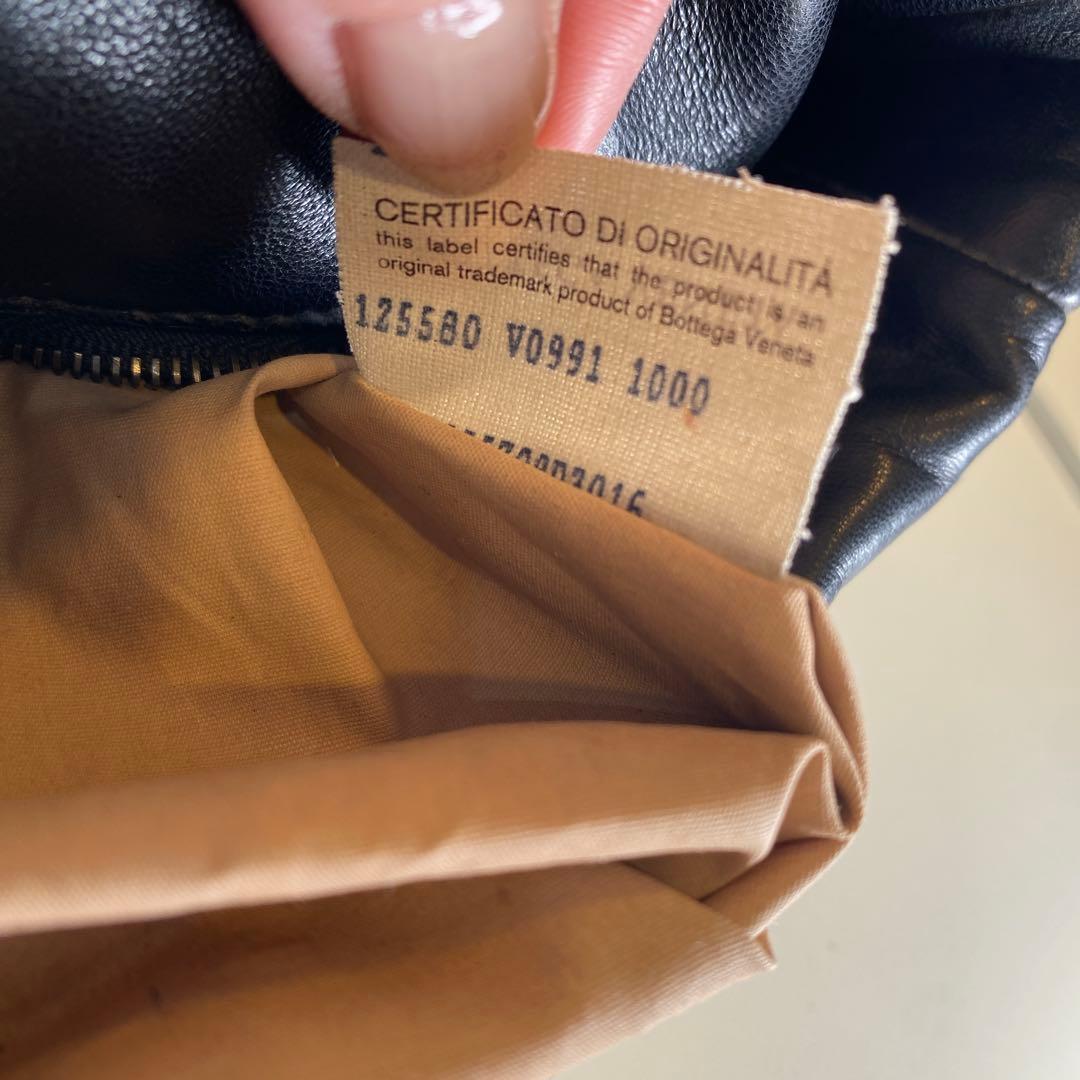 CERTIFICATO DI ORIGINALITÀ
this label certifies that the product is an
original trademark product of Bottega Veneta
125580 V0991 1000